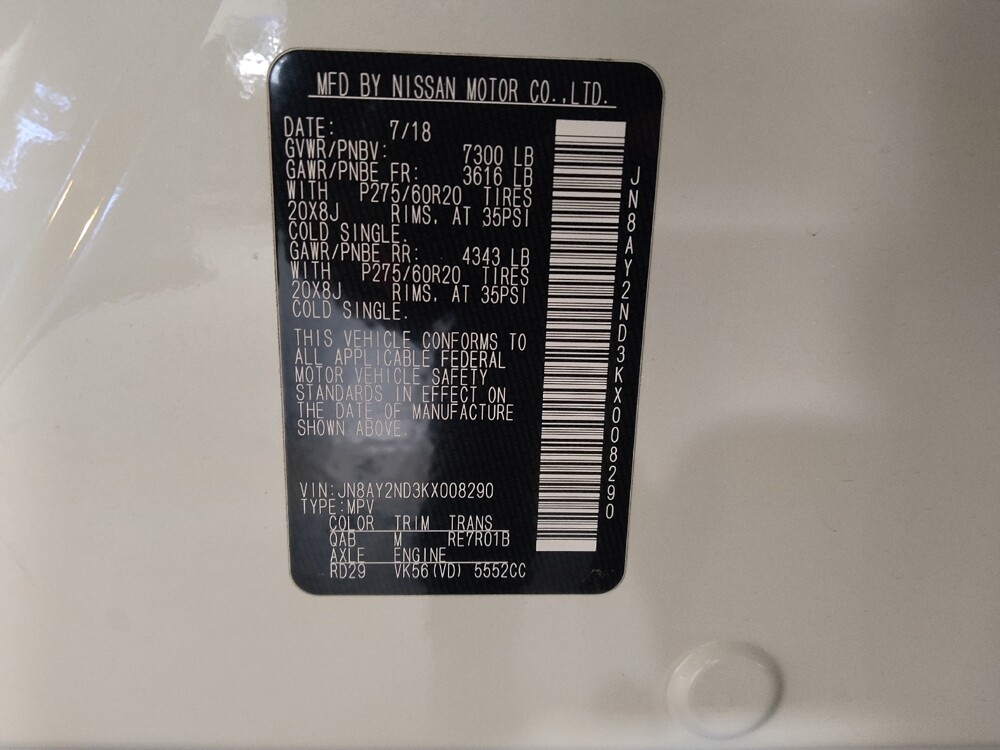 MFD BY NISSAN MOTOR CO.,LTD.
DATE: 7/18
GVWR/PNBV: 7300 LB
GAWR/PNBE FR: 3616 LB
WITH P275/60R20 TIRES
20X8J RIMS, AT 35PSI
COLD SINGLE.
GAWR/PNBE RR: 4343 LB
WITH P275/60R20 TIRES
20X8J RIMS, AT 35PSI
COLD SINGLE.
THIS VEHICLE CONFORMS TO
ALL APPLICABLE FEDERAL
MOTOR VEHICLE SAFETY
STANDARDS IN EFFECT ON
THE DATE OF MANUFACTURE
SHOWN ABOVE.
VIN:JN8AY2ND3KX008290
TYPE:MPV
COLOR TRIM TRANS
QAB M RE7R01B
AXLE ENGINE
RD29 VK56(VD) 5552CC
JN8AY2ND3KX008290